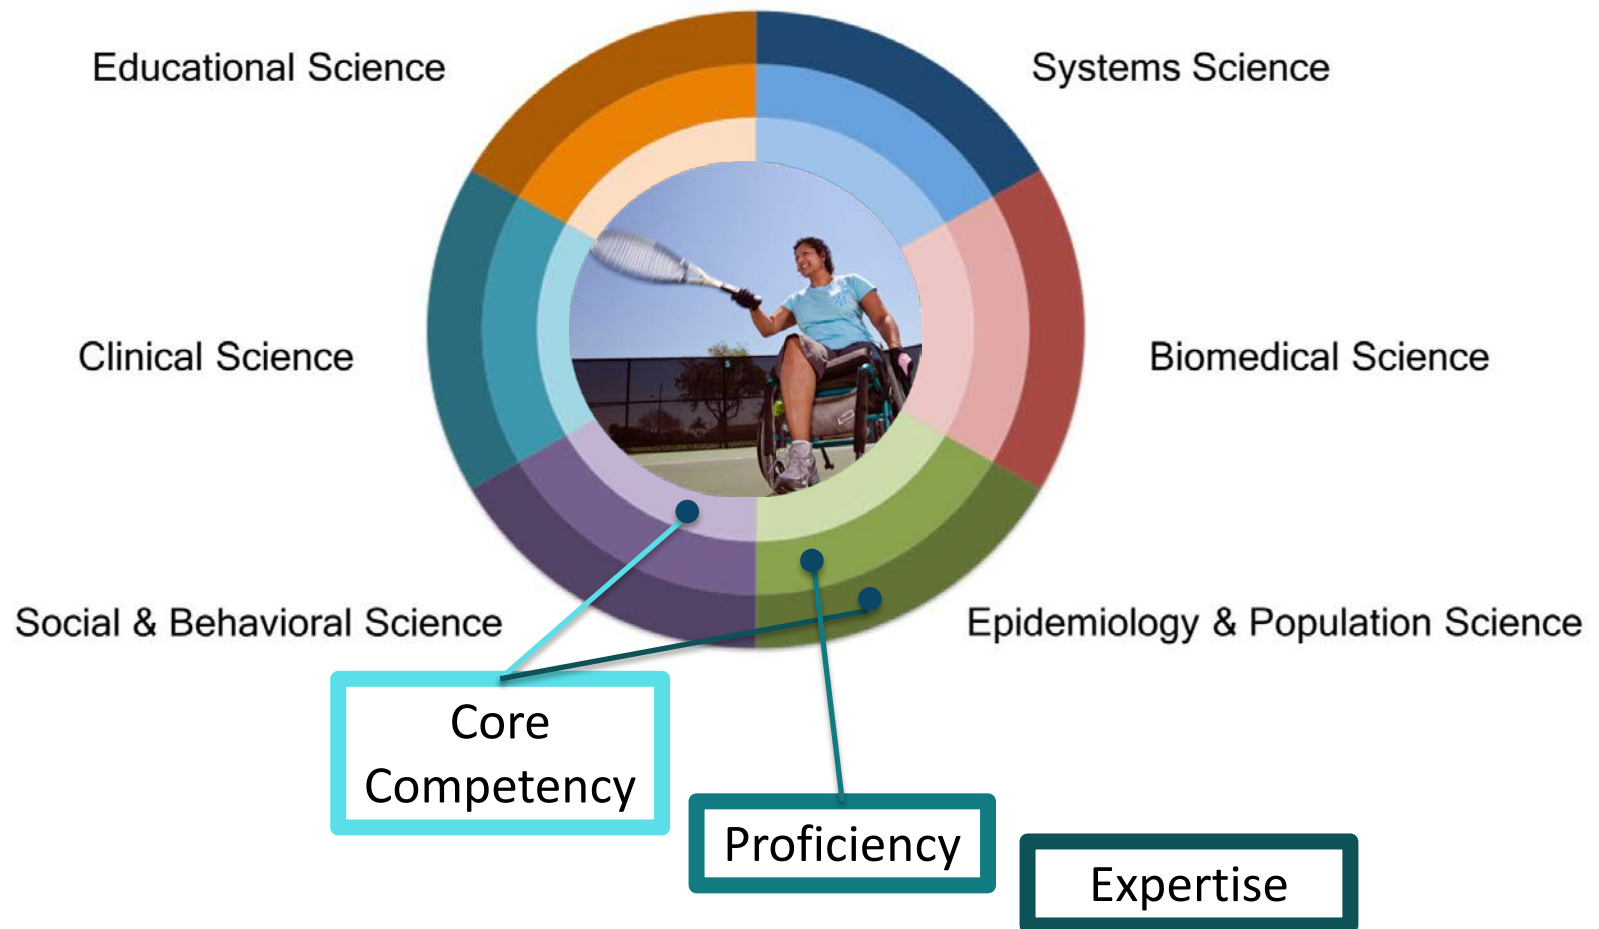 Educational Science
Systems Science
Clinical Science
Biomedical Science
Social & Behavioral Science
Epidemiology & Population Science
Core
Competency
Proficiency
Expertise